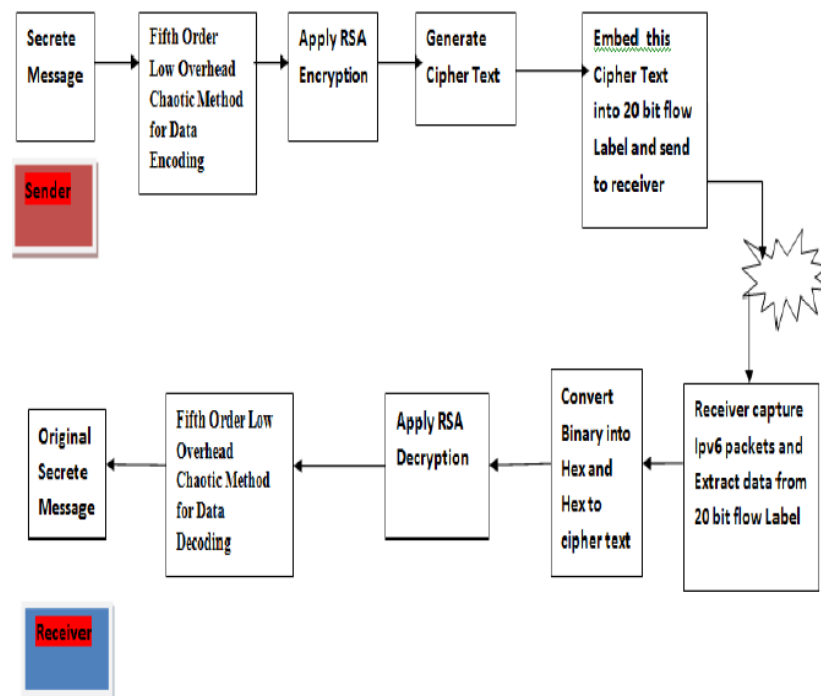 Secrete
Message
Fifth Order
Low Overhead
Chaotic Method
for Data
Encoding
Apply RSA
Encryption
Generate
Cipher Text
Embed this
Cipher Text
into 20 bit flow
Label and send
to receiver
Sender
Receiver capture
Ipv6 packets and
Extract data from
20 bit flow Label
Convert
Binary into
Hex and
Hex to
cipher text
Apply RSA
Decryption
Fifth Order Low
Overhead
Chaotic Method
for Data
Decoding
Original
Secrete
Message
Receiver